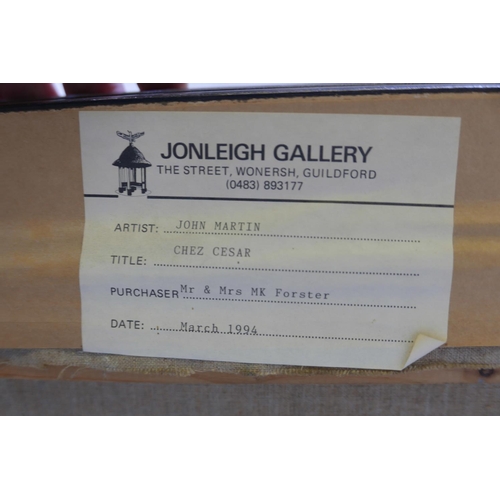 JONLEIGH GALLERY
THE STREET, WONERSH, GUILDFORD
(0483) 893177
ARTIST: JOHN MARTIN
TITLE: CHEZ CESAR
PURCHASER Mr & Mrs MK Forster
DATE: March 1994